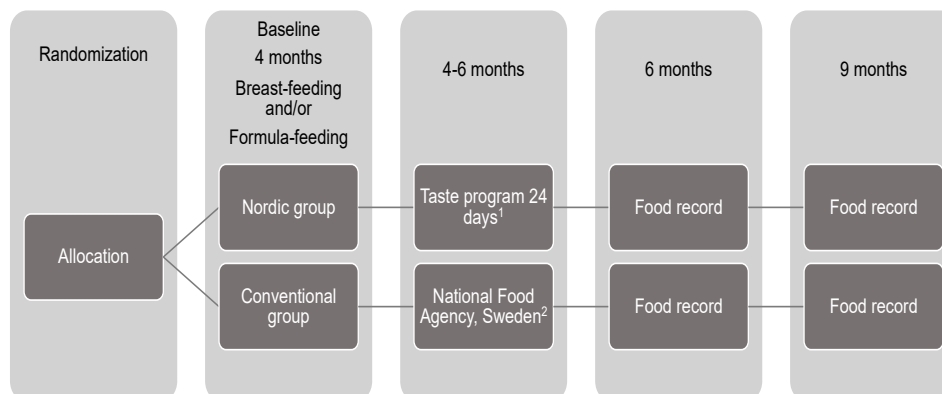 Randomization
Baseline
4 months
Breast-feeding
and/or
Formula-feeding
4-6 months
6 months
9 months
Allocation
Nordic group
Taste program 24
days¹
Food record
Food record
Conventional
group
National Food
Agency, Sweden²
Food record
Food record